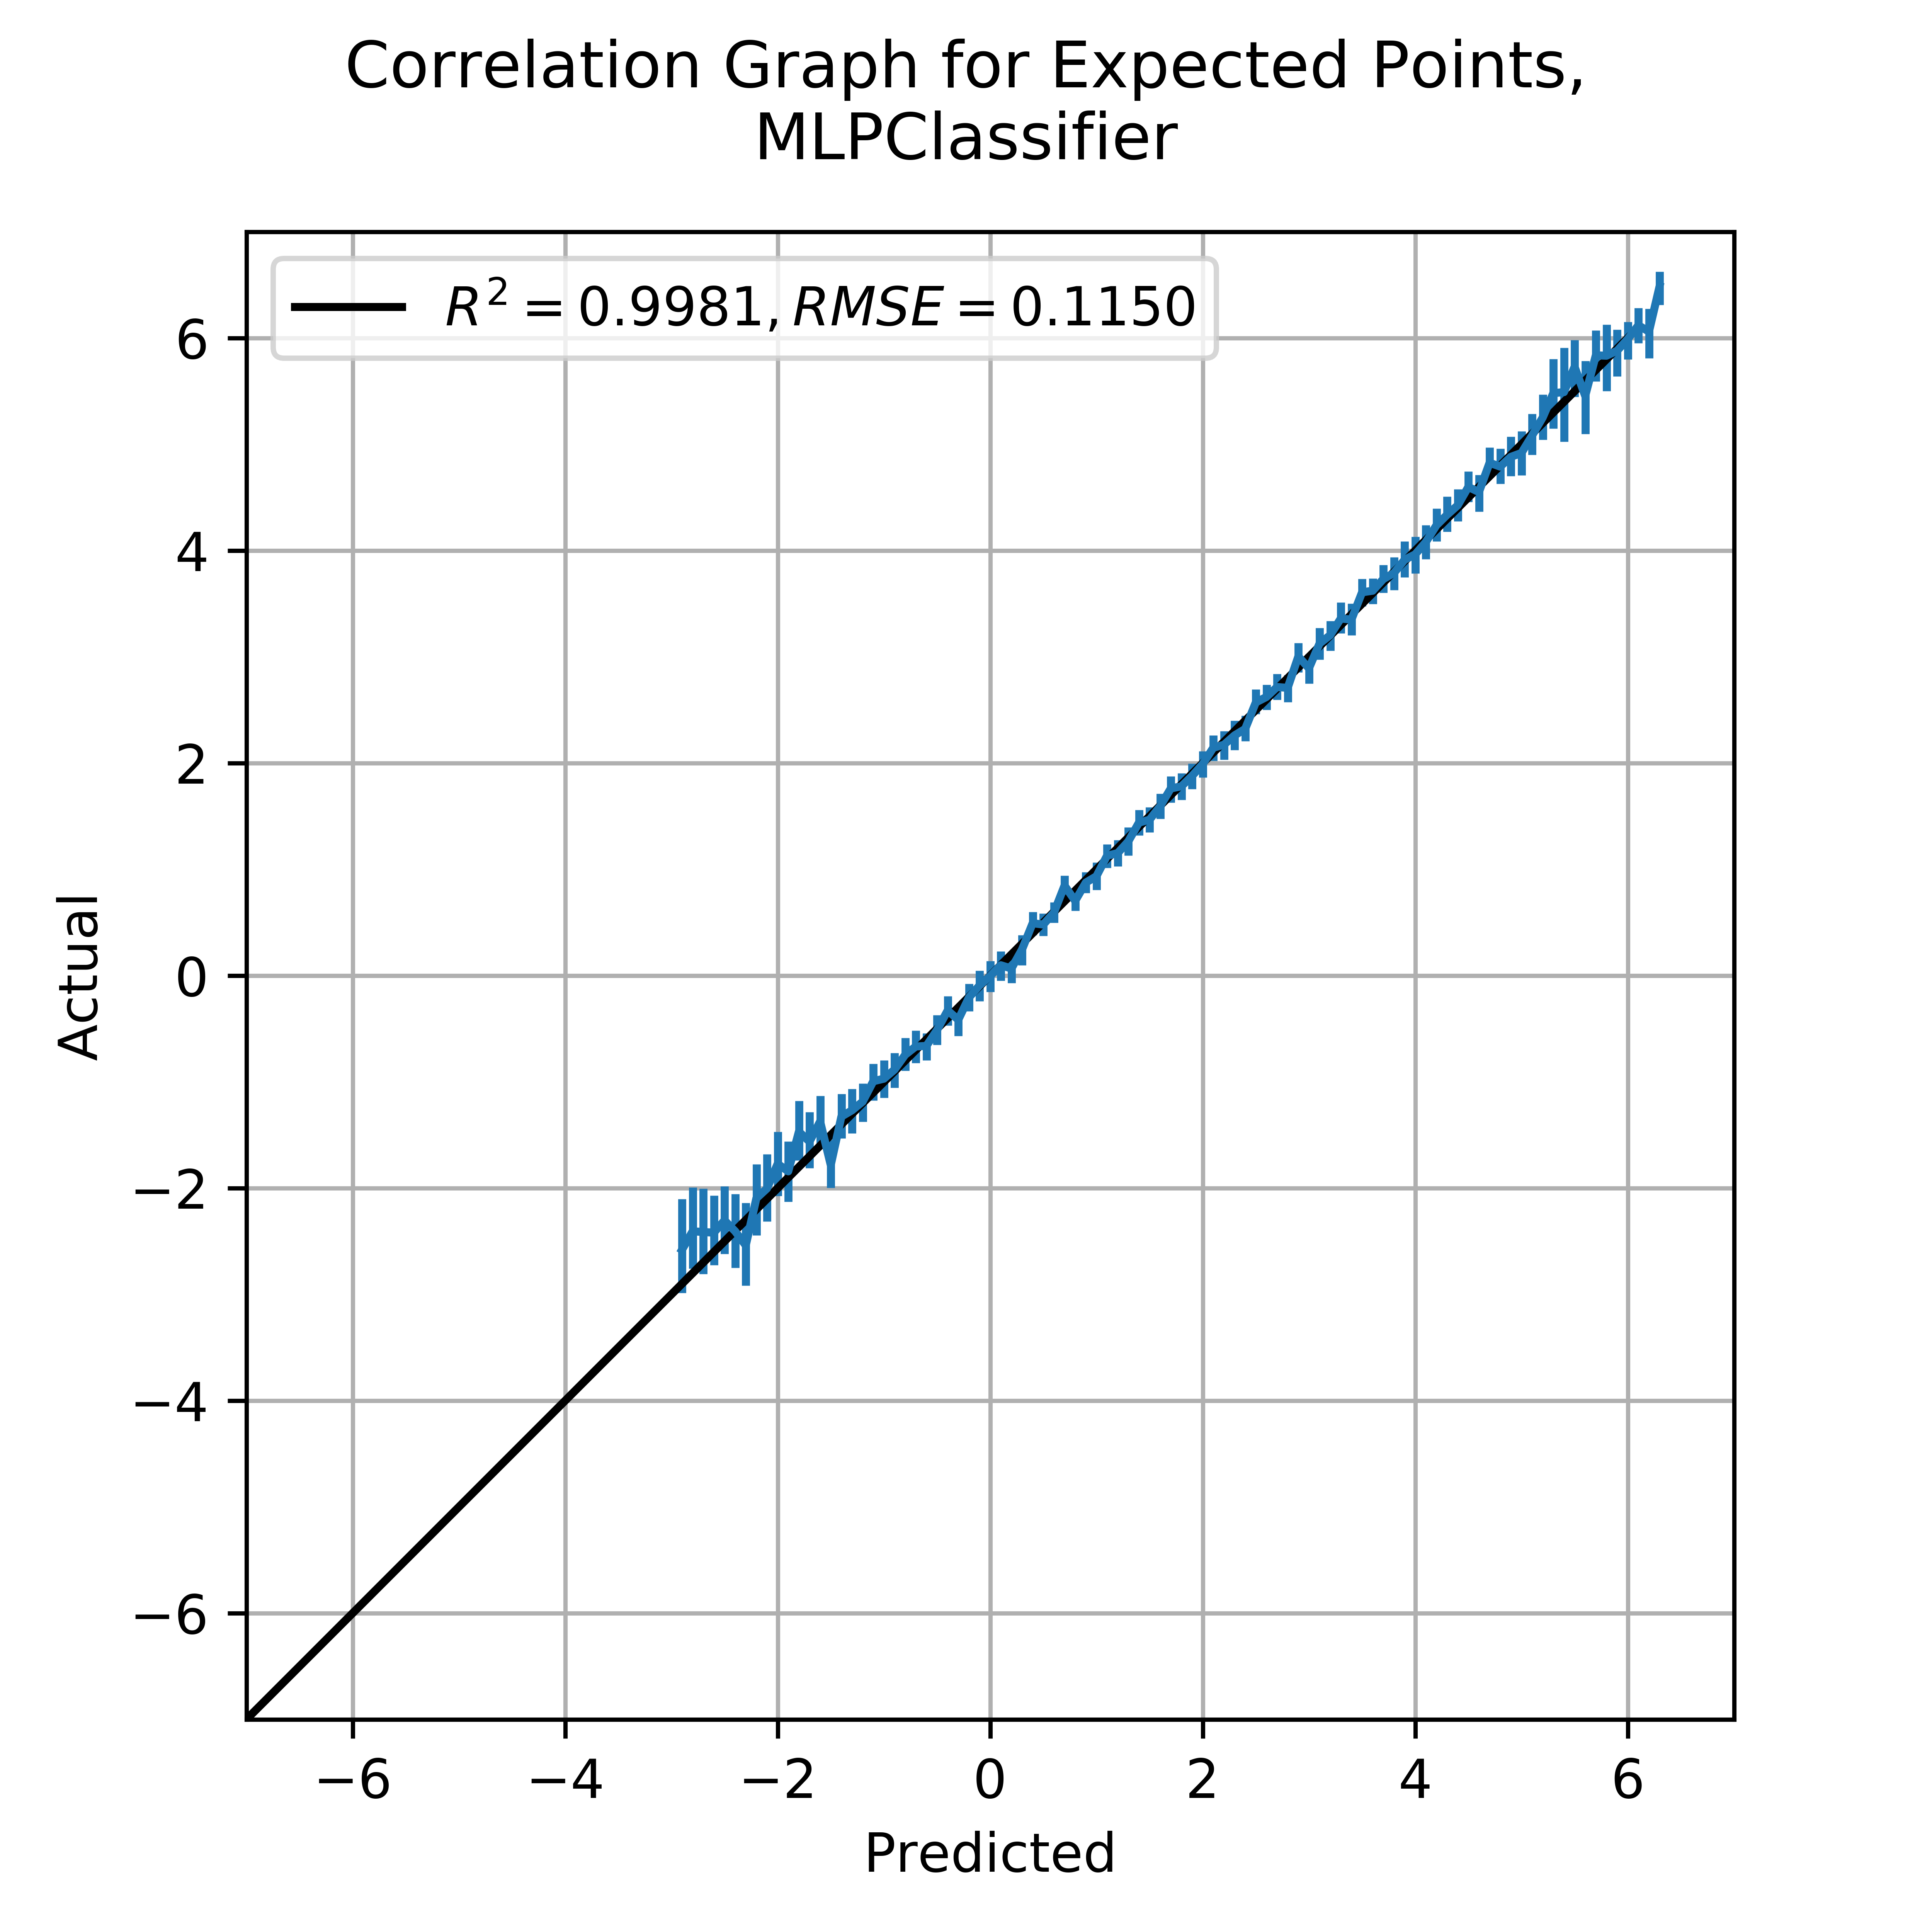 Correlation Graph for Expected Points,
MLPClassifier
R² = 0.9981, RMSE = 0.1150
6
4
2
0
−2
−4
−6
Actual
−6 −4 −2 0 2 4 6
Predicted